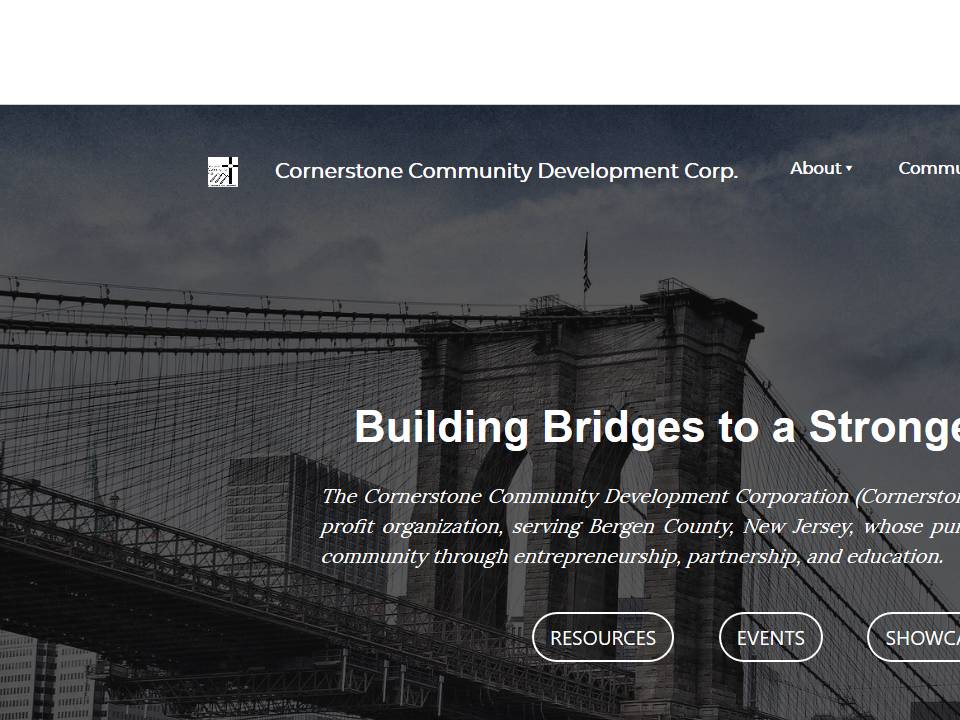 Cornerstone Community Development Corp.
About
Commu
Building Bridges to a Stronge
The Cornerstone Community Development Corporation (Cornerston
profit organization, serving Bergen County, New Jersey, whose pur
community through entrepreneurship, partnership, and education.
RESOURCES
EVENTS
SHOWCA